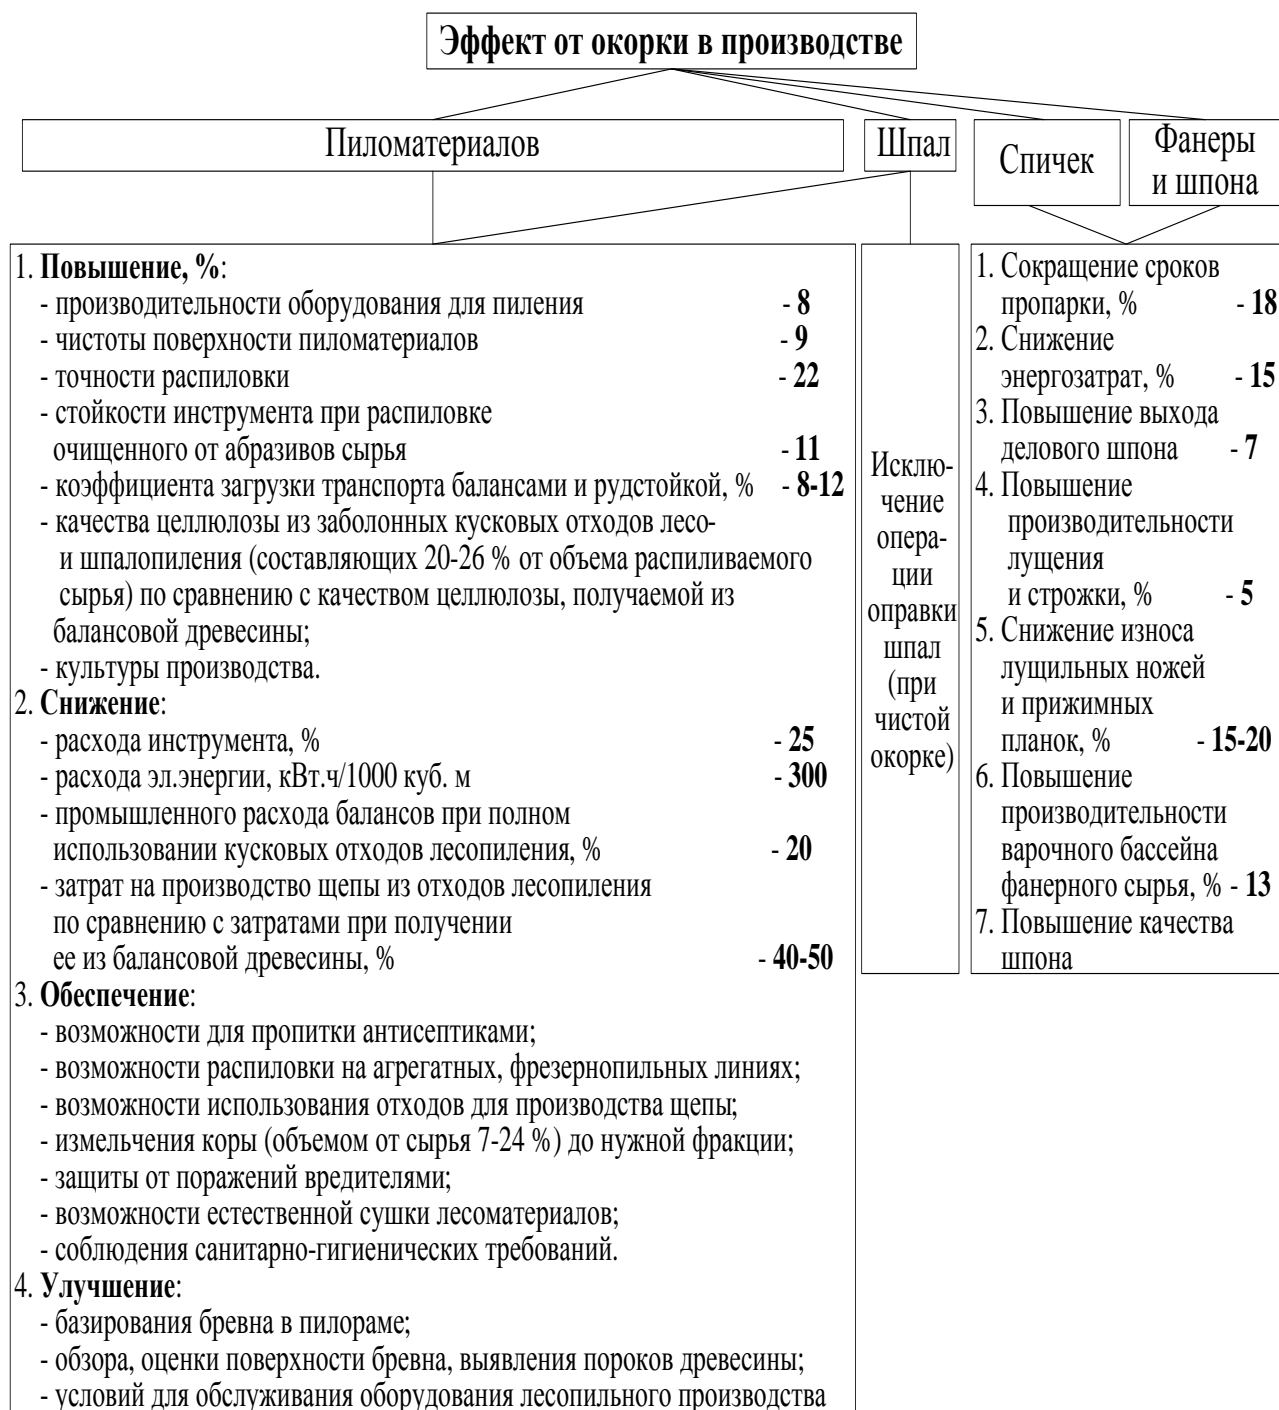 Эффект от окорки в производстве
Пиломатериалов
Шпал
Спичек
Фанеры
и шпона
1. Повышение, %:
- производительности оборудования для пиления - 8
- чистоты поверхности пиломатериалов - 9
- точности распиловки - 22
- стойкости инструмента при распиловке
очищенного от абразивов сырья - 11
- коэффициента загрузки транспорта балансами и рудстойкой, % - 8-12
- качества целлюлозы из заболонных кусковых отходов лесо-
и шпалопиления (составляющих 20-26 % от объема распиливаемого
сырья) по сравнению с качеством целлюлозы, получаемой из
балансовой древесины;
- культуры производства.
2. Снижение:
- расхода инструмента, % - 25
- расхода эл.энергии, кВт.ч/1000 куб. м - 300
- промышленного расхода балансов при полном
использовании кусковых отходов лесопиления, % - 20
- затрат на производство щепы из отходов лесопиления
по сравнению с затратами при получении
ее из балансовой древесины, % - 40-50
3. Обеспечение:
- возможности для пропитки антисептиками;
- возможности распиловки на агрегатных, фрезернопильных линиях;
- возможности использования отходов для производства щепы;
- измельчения коры (объемом от сырья 7-24 %) до нужной фракции;
- защиты от поражений вредителями;
- возможности естественной сушки лесоматериалов;
- соблюдения санитарно-гигиенических требований.
4. Улучшение:
- базирования бревна в пилораме;
- обзора, оценки поверхности бревна, выявления пороков древесины;
- условий для обслуживания оборудования лесопильного производства
Исклю-
чение
опера-
ции
оправки
шпал
(при
чистой
окорке)
1. Сокращение сроков
пропарки, % - 18
2. Снижение
энергозатрат, % - 15
3. Повышение выхода
делового шпона - 7
4. Повышение
производительности
лущения
и строжки, % - 5
5. Снижение износа
лущильных ножей
и прижимных
планок, % - 15-20
6. Повышение
производительности
варочного бассейна
фанерного сырья, % - 13
7. Повышение качества
шпона